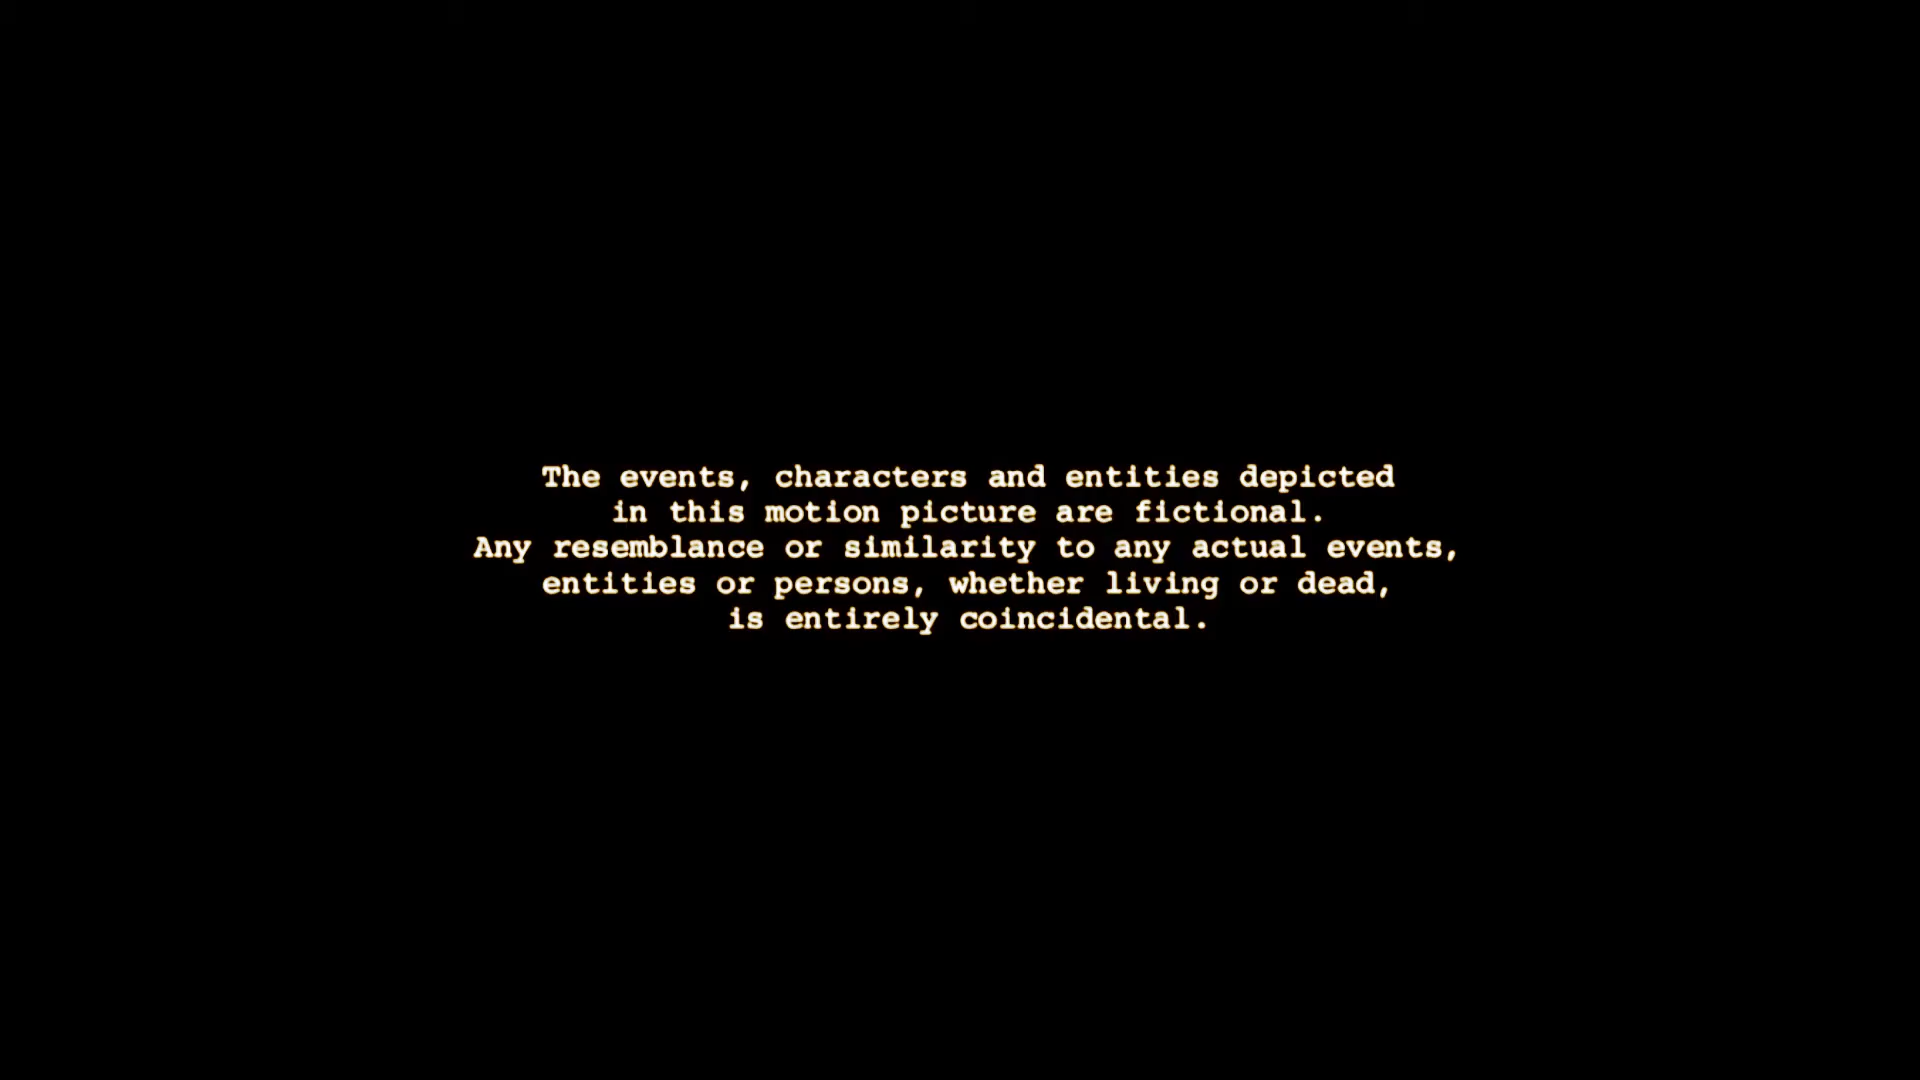 The events, characters and entities depicted
in this motion picture are fictional.
Any resemblance or similarity to any actual events,
entities or persons, whether living or dead,
is entirely coincidental.